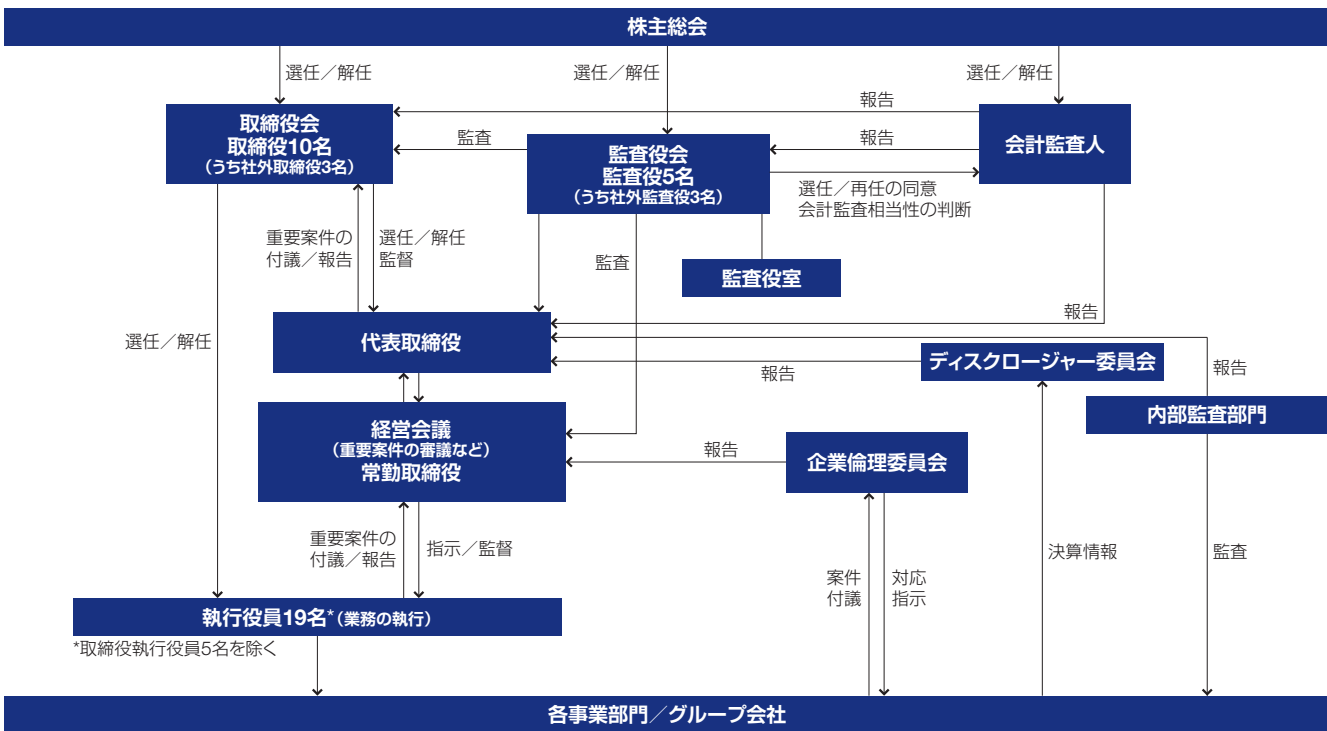 株主総会
選任／解任
選任／解任
選任／解任
報告
取締役会
取締役10名
（うち社外取締役3名）
監査
監査役会
監査役5名
（うち社外監査役3名）
報告
会計監査人
選任／再任の同意
会計監査相当性の判断
重要案件の
付議／報告
選任／解任
監督
監査
監査役室
報告
選任／解任
代表取締役
報告
ディスクロージャー委員会
報告
内部監査部門
経営会議
（重要案件の審議など）
常勤取締役
報告
企業倫理委員会
重要案件の
付議／報告
指示／監督
案件
付議
対応
指示
決算情報
監査
執行役員19名*（業務の執行）
*取締役執行役員5名を除く
各事業部門／グループ会社